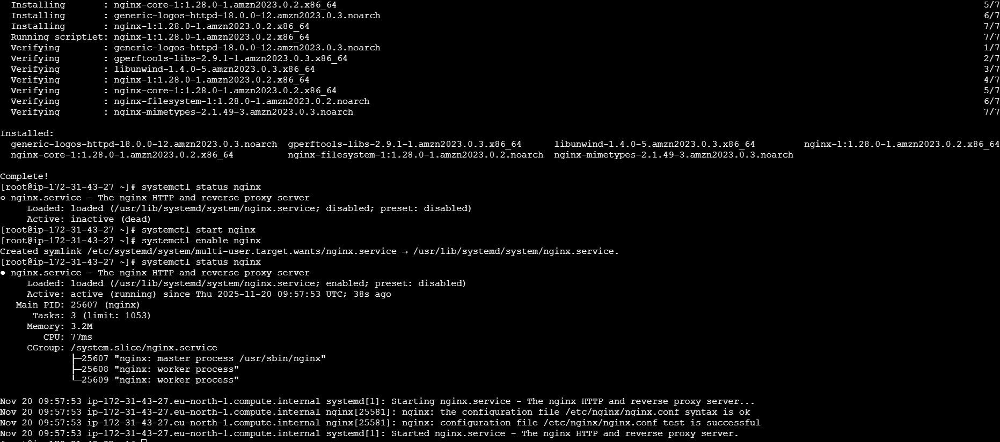 Installing : nginx-core-1:1.28.0-1.amzn2023.0.2.x86_64 5/7
Installing : generic-logos-httpd-18.0.0-12.amzn2023.0.3.noarch 6/7
Installing : nginx-1:1.28.0-1.amzn2023.0.2.x86_64 7/7
Running scriptlet: nginx-1:1.28.0-1.amzn2023.0.2.x86_64 7/7
Verifying : generic-logos-httpd-18.0.0-12.amzn2023.0.3.noarch 1/7
Verifying : gperftools-libs-2.9.1-1.amzn2023.0.3.x86_64 2/7
Verifying : libunwind-1.4.0-5.amzn2023.0.3.x86_64 3/7
Verifying : nginx-1:1.28.0-1.amzn2023.0.2.x86_64 4/7
Verifying : nginx-core-1:1.28.0-1.amzn2023.0.2.x86_64 5/7
Verifying : nginx-filesystem-1:1.28.0-1.amzn2023.0.2.noarch 6/7
Verifying : nginx-mimetypes-2.1.49-3.amzn2023.0.3.noarch 7/7
Installed:
generic-logos-httpd-18.0.0-12.amzn2023.0.3.noarch gperftools-libs-2.9.1-1.amzn2023.0.3.x86_64 libunwind-1.4.0-5.amzn2023.0.3.x86_64 nginx-1:1.28.0-1.amzn2023.0.2.x86_64
nginx-core-1:1.28.0-1.amzn2023.0.2.x86_64 nginx-filesystem-1:1.28.0-1.amzn2023.0.2.noarch nginx-mimetypes-2.1.49-3.amzn2023.0.3.noarch
Complete!
[root@ip-172-31-43-27 ~]# systemctl status nginx
○ nginx.service - The nginx HTTP and reverse proxy server
Loaded: loaded (/usr/lib/systemd/system/nginx.service; disabled; preset: disabled)
Active: inactive (dead)
[root@ip-172-31-43-27 ~]# systemctl start nginx
[root@ip-172-31-43-27 ~]# systemctl enable nginx
Created symlink /etc/systemd/system/multi-user.target.wants/nginx.service → /usr/lib/systemd/system/nginx.service.
[root@ip-172-31-43-27 ~]# systemctl status nginx
● nginx.service - The nginx HTTP and reverse proxy server
Loaded: loaded (/usr/lib/systemd/system/nginx.service; enabled; preset: disabled)
Active: active (running) since Thu 2025-11-20 09:57:53 UTC; 38s ago
Main PID: 25607 (nginx)
Tasks: 3 (limit: 1053)
Memory: 3.2M
CPU: 77ms
CGroup: /system.slice/nginx.service
├─25607 "nginx: master process /usr/sbin/nginx"
├─25608 "nginx: worker process"
└─25609 "nginx: worker process"
Nov 20 09:57:53 ip-172-31-43-27.eu-north-1.compute.internal systemd[1]: Starting nginx.service - The nginx HTTP and reverse proxy server...
Nov 20 09:57:53 ip-172-31-43-27.eu-north-1.compute.internal nginx[25581]: nginx: the configuration file /etc/nginx/nginx.conf syntax is ok
Nov 20 09:57:53 ip-172-31-43-27.eu-north-1.compute.internal nginx[25581]: nginx: configuration file /etc/nginx/nginx.conf test is successful
Nov 20 09:57:53 ip-172-31-43-27.eu-north-1.compute.internal systemd[1]: Started nginx.service - The nginx HTTP and reverse proxy server.